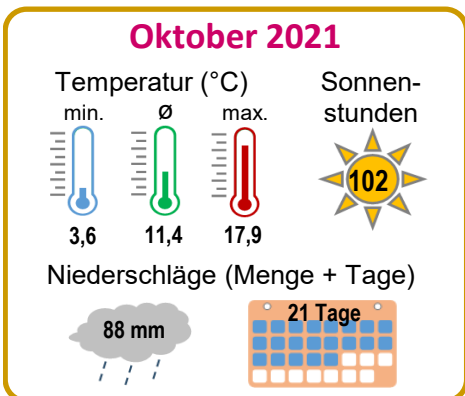 Oktober 2021
Temperatur (°C)
min. ø max.
3,6 11,4 17,9
Sonnen-
stunden
102
Niederschläge (Menge + Tage)
88 mm
21 Tage